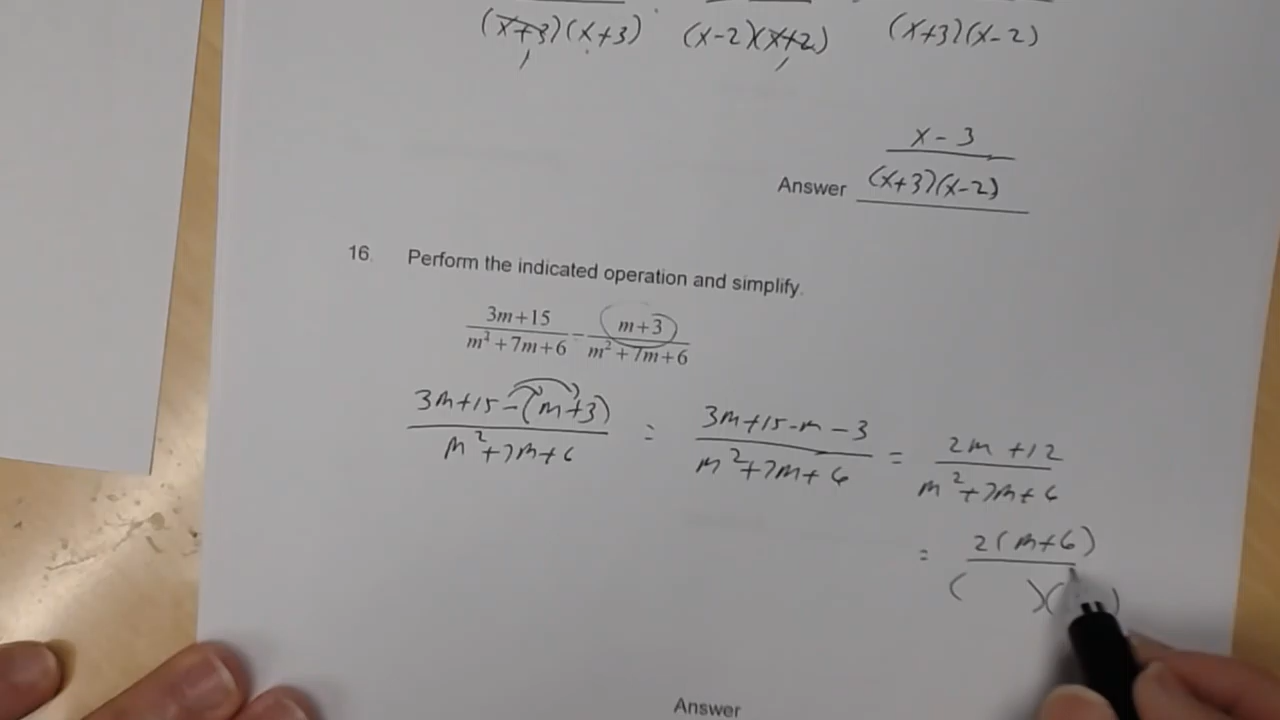 (x+3)(x+3) (x-2)(x+2) (x+3)(x-2)
x - 3
Answer (x+3)(x-2)
16. Perform the indicated operation and simplify.
3m+15 / m²+7m+6 - m+3 / m²+7m+6
3m+15-(m+3) / m²+7m+6 = 3m+15-m-3 / m²+7m+6 = 2m+12 / m²+7m+6
= 2(m+6) / ( )( )
Answer